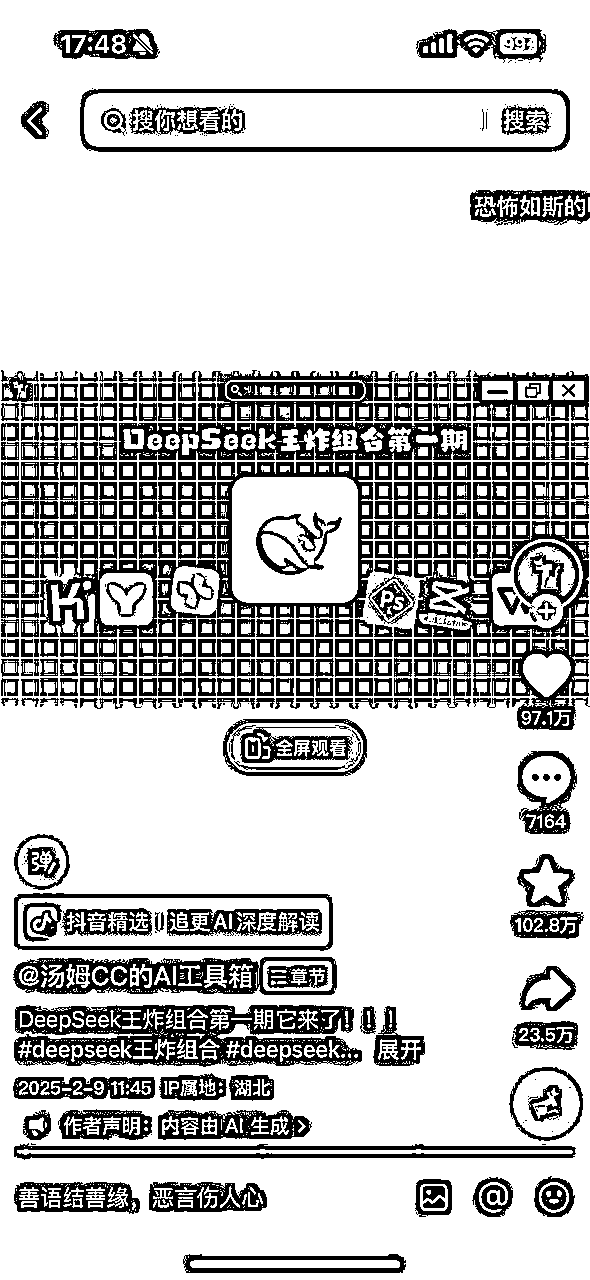 17:48
99
搜你想看的
搜索
恐怖如斯的
DeepSeek王炸组合第一期
Hi
Ps
97.1万
全屏观看
7164
弹
抖音精选
追更AI深度解读
102.8万
@汤姆CC的AI工具箱
章节
DeepSeek王炸组合第一期它来了!
#deepseek王炸组合 #deepseek... 展开
23.5万
2025-2-9 11:45 IP属地：湖北
作者声明：内容由 AI 生成
善语结善缘，恶言伤人心